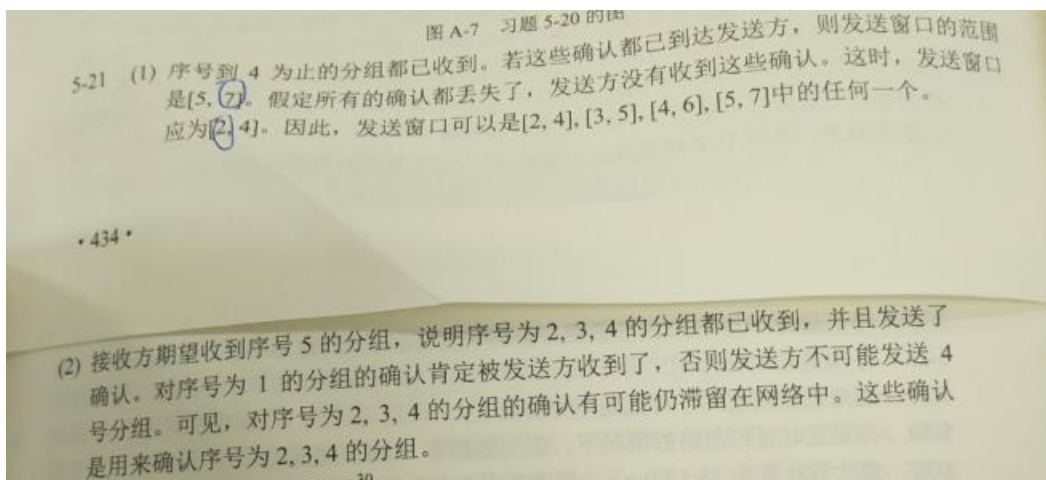 图 A-7 习题 5-20 的图
5-21 (1) 序号到 4 为止的分组都已收到。若这些确认都已到达发送方，则发送窗口的范围
是[5, 7]。假定所有的确认都丢失了，发送方没有收到这些确认。这时，发送窗口
应为[2, 4]。因此，发送窗口可以是[2, 4], [3, 5], [4, 6], [5, 7]中的任何一个。
• 434 •
(2) 接收方期望收到序号 5 的分组，说明序号为 2, 3, 4 的分组都已收到，并且发送了
确认。对序号为 1 的分组的确认肯定被发送方收到了，否则发送方不可能发送 4
号分组。可见，对序号为 2, 3, 4 的分组的确认有可能仍滞留在网络中。这些确认
是用来确认序号为 2, 3, 4 的分组。